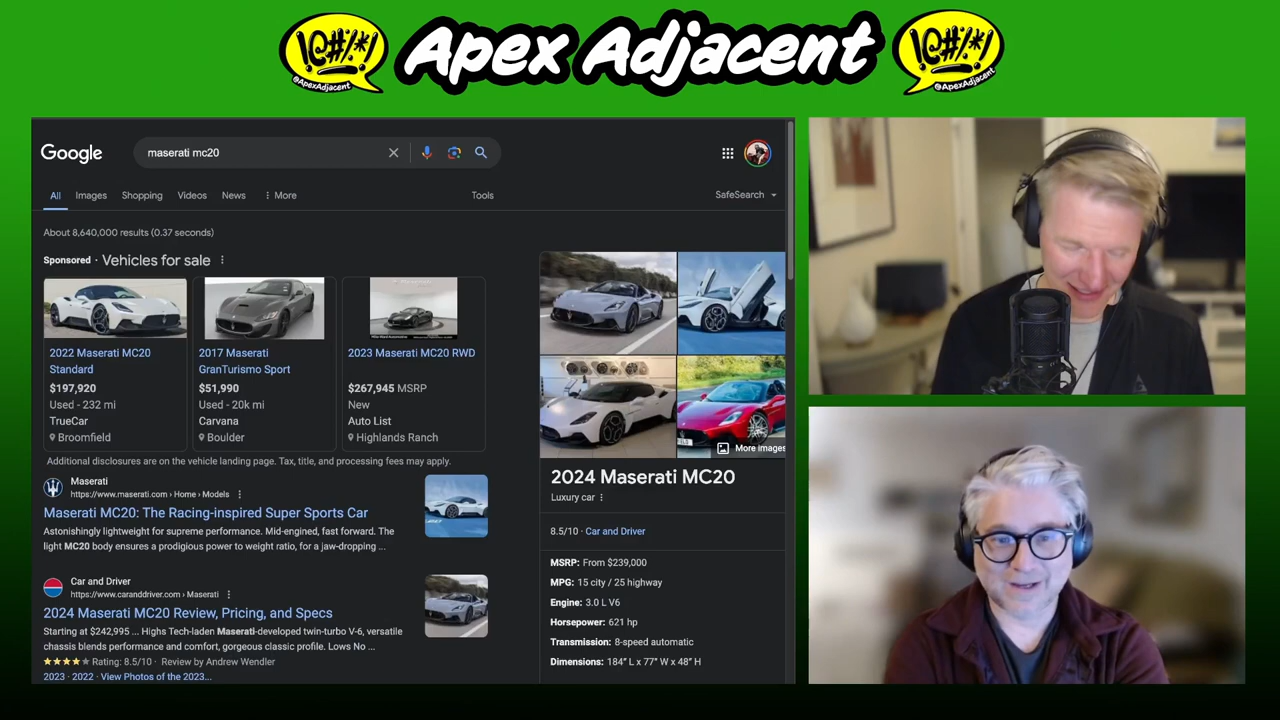 !@#%*!
@ApexAdjacent
Apex Adjacent
!@#%*!
@ApexAdjacent
Google
maserati mc20
All
Images
Shopping
Videos
News
More
Tools
SafeSearch
About 8,640,000 results (0.37 seconds)
Sponsored · Vehicles for sale
2022 Maserati MC20
Standard
$197,920
Used - 232 mi
TrueCar
Broomfield
2017 Maserati
GranTurismo Sport
$51,990
Used - 20k mi
Carvana
Boulder
2023 Maserati MC20 RWD
$267,945 MSRP
New
Auto List
Highlands Ranch
Additional disclosures are on the vehicle landing page. Tax, title, and processing fees may apply.
Maserati
https://www.maserati.com › Home › Models
Maserati MC20: The Racing-inspired Super Sports Car
Astonishingly lightweight for supreme performance. Mid-engined, fast forward. The
light MC20 body ensures a prodigious power to weight ratio, for a jaw-dropping ...
Car and Driver
https://www.caranddriver.com › Maserati
2024 Maserati MC20 Review, Pricing, and Specs
Starting at $242,995 ... Highs Tech-laden Maserati-developed twin-turbo V-6, versatile
chassis blends performance and comfort, gorgeous classic profile. Lows No ...
Rating: 8.5/10 · Review by Andrew Wendler
2023 · 2022 · View Photos of the 2023...
More images
2024 Maserati MC20
Luxury car
8.5/10 · Car and Driver
MSRP: From $239,000
MPG: 15 city / 25 highway
Engine: 3.0 L V6
Horsepower: 621 hp
Transmission: 8-speed automatic
Dimensions: 184″ L x 77″ W x 48″ H